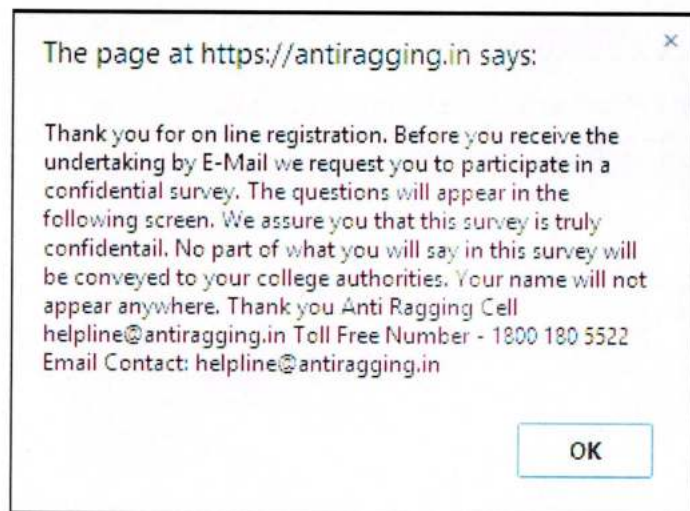 The page at https://antiragging.in says:
×
Thank you for on line registration. Before you receive the
undertaking by E-Mail we request you to participate in a
confidential survey. The questions will appear in the
following screen. We assure you that this survey is truly
confidentail. No part of what you will say in this survey will
be conveyed to your college authorities. Your name will not
appear anywhere. Thank you Anti Ragging Cell
helpline@antiragging.in Toll Free Number - 1800 180 5522
Email Contact: helpline@antiragging.in
OK